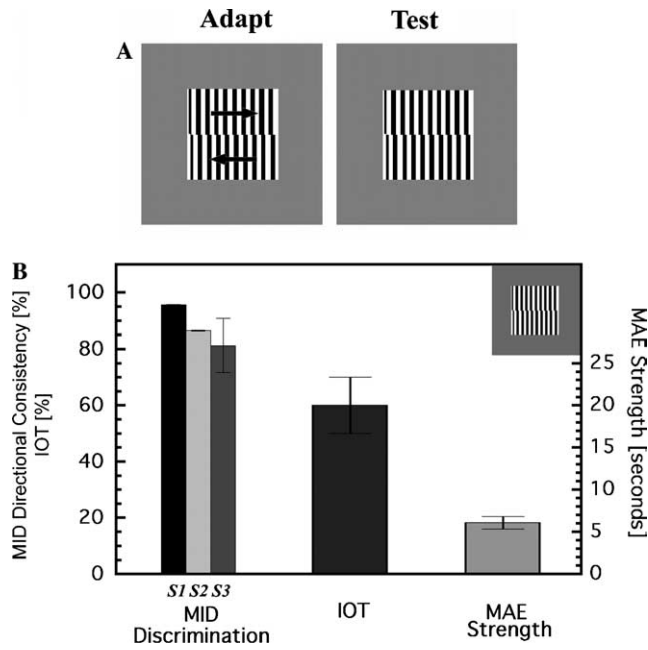 Adapt Test
A
B
MID Directional Consistency [%]
IOT [%]
100
80
60
40
20
0
25
20
15
10
5
0
MAE Strength [seconds]
S1 S2 S3
MID
Discrimination
IOT
MAE
Strength